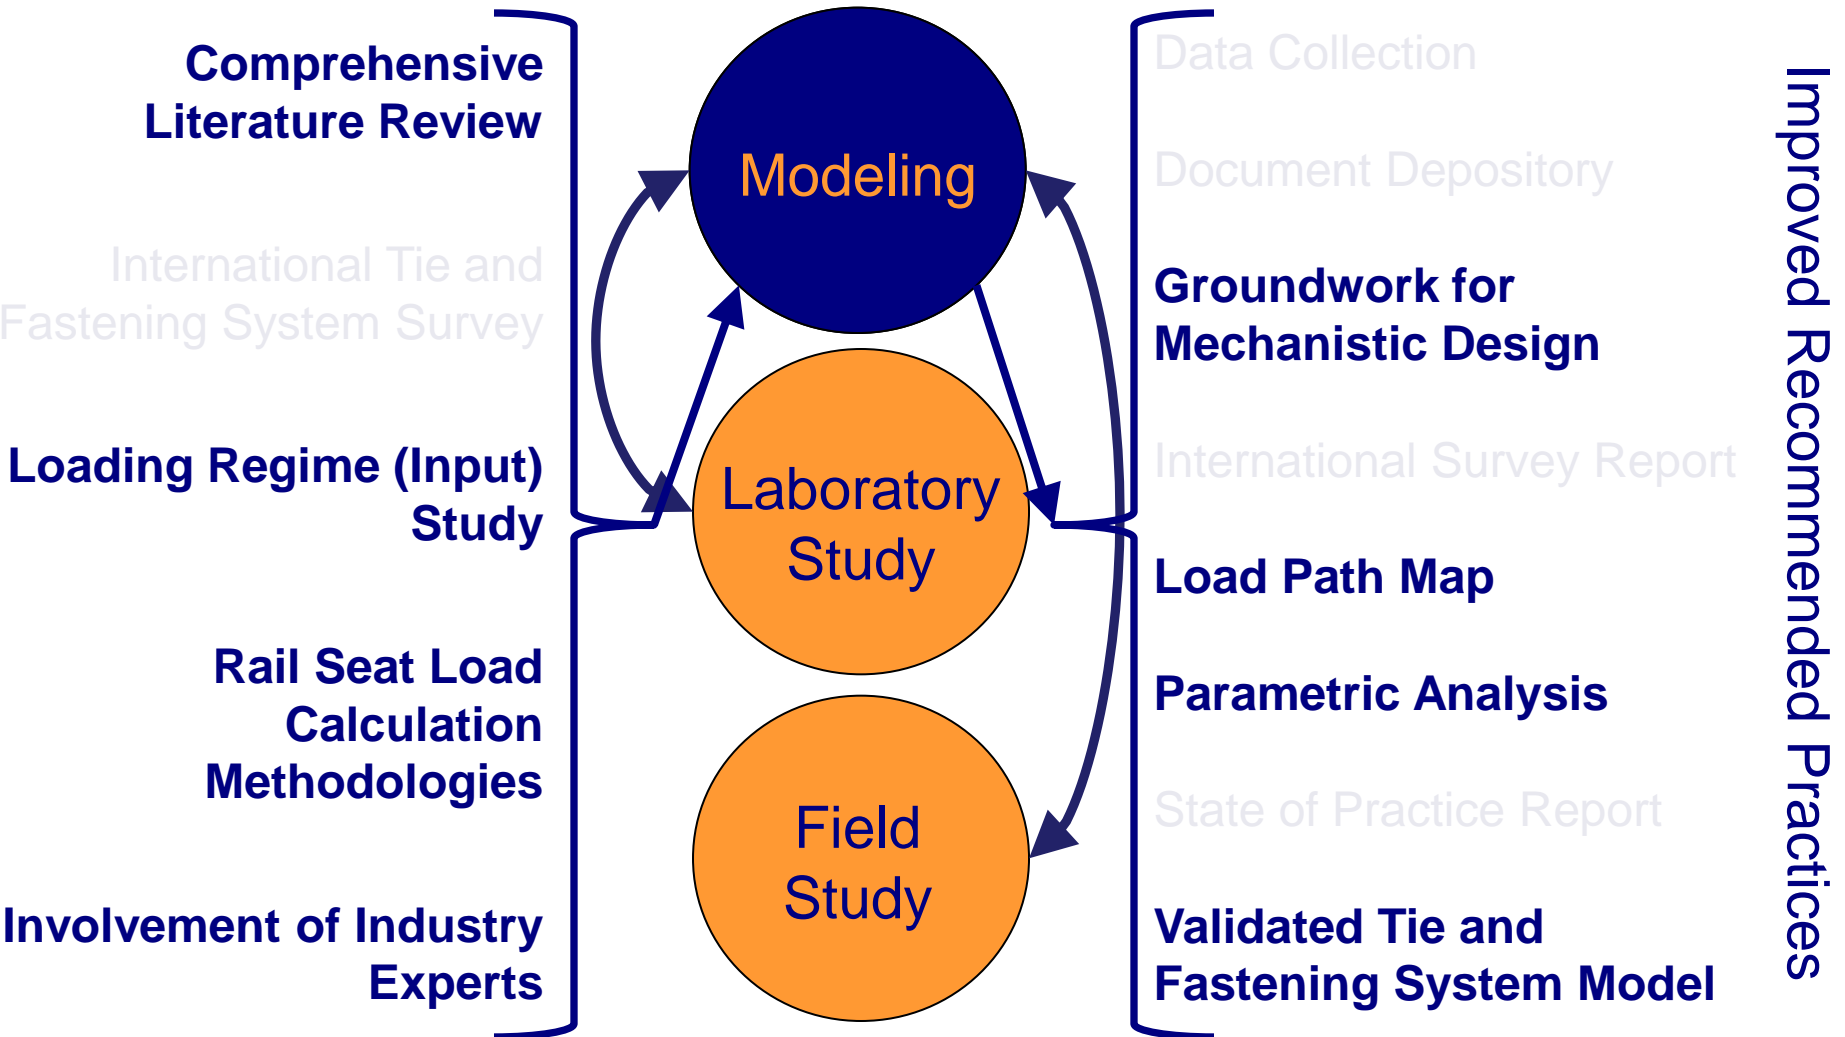 Comprehensive
Literature Review
International Tie and
Fastening System Survey
Loading Regime (Input)
Study
Rail Seat Load
Calculation
Methodologies
Involvement of Industry
Experts
Modeling
Laboratory
Study
Field
Study
Data Collection
Document Depository
Groundwork for
Mechanistic Design
International Survey Report
Load Path Map
Parametric Analysis
State of Practice Report
Validated Tie and
Fastening System Model
Improved Recommended Practices